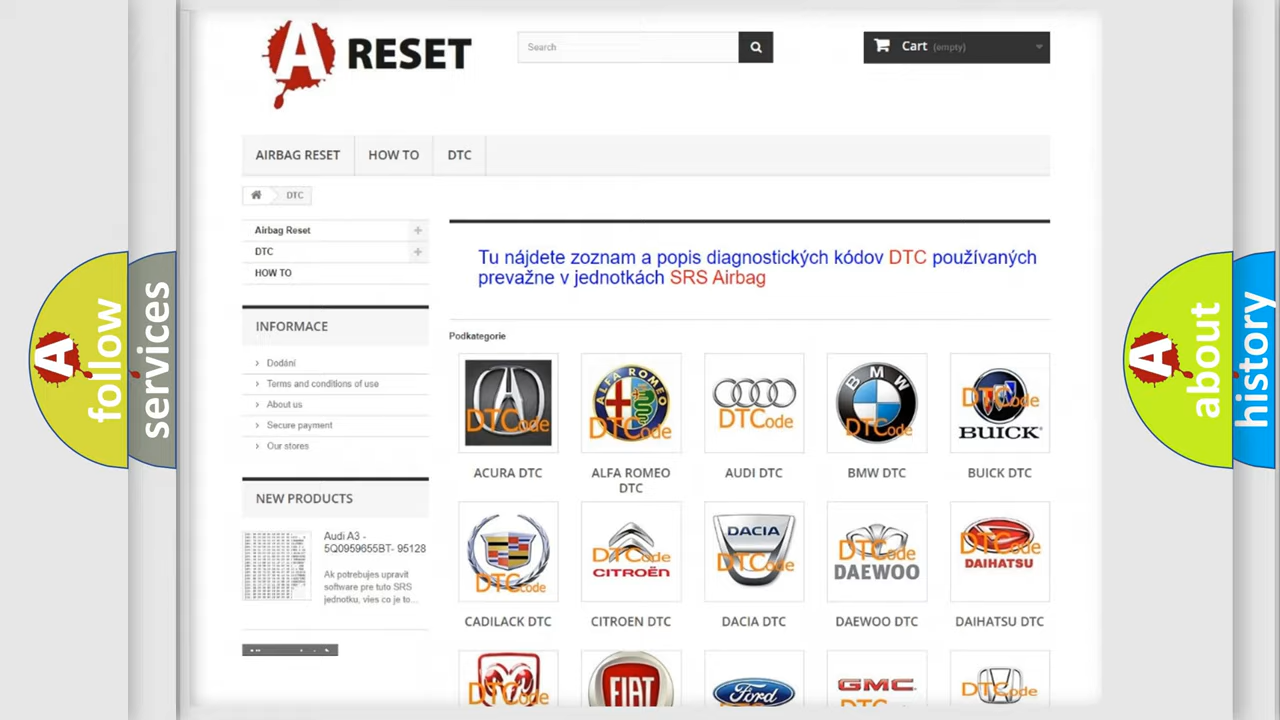 A RESET
Search
Cart (empty)
AIRBAG RESET
HOW TO
DTC
DTC
Airbag Reset
DTC
HOW TO
INFORMACE
Dodání
Terms and conditions of use
About us
Secure payment
Our stores
NEW PRODUCTS
Audi A3 -
5Q0959655BT- 95128
Ak potrebujes upravit
software pre tuto SRS
jednotku, vies co je to...
Tu nájdete zoznam a popis diagnostických kódov DTC používaných
prevažne v jednotkách SRS Airbag
Podkategorie
DTCode
ALFA ROMEO
DTCode
DTCode
BMW
DTCode
DTCode
BUICK
ACURA DTC
ALFA ROMEO
DTC
AUDI DTC
BMW DTC
BUICK DTC
DTCode
DTCode
CITROËN
DACIA
DTCode
DTCode
DAEWOO
DTCode
DAIHATSU
CADILACK DTC
CITROEN DTC
DACIA DTC
DAEWOO DTC
DAIHATSU DTC
DTCode
FIAT
Ford
GMC
DTCode
A follow
services
A about
history